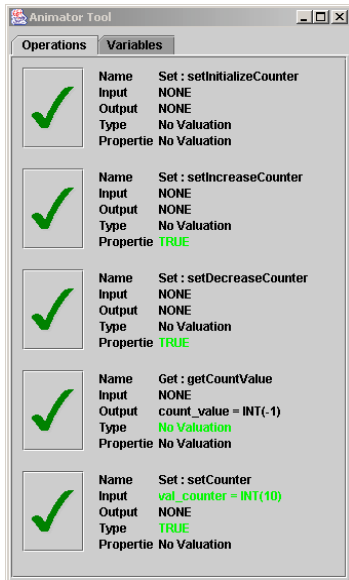 Animator Tool
Operations Variables
Name Set : setInitializeCounter
Input NONE
Output NONE
Type No Valuation
Propertie No Valuation
Name Set : setIncreaseCounter
Input NONE
Output NONE
Type No Valuation
Propertie TRUE
Name Set : setDecreaseCounter
Input NONE
Output NONE
Type No Valuation
Propertie TRUE
Name Get : getCountValue
Input NONE
Output count_value = INT(-1)
Type No Valuation
Propertie No Valuation
Name Set : setCounter
Input val_counter = INT(10)
Output NONE
Type TRUE
Propertie No Valuation